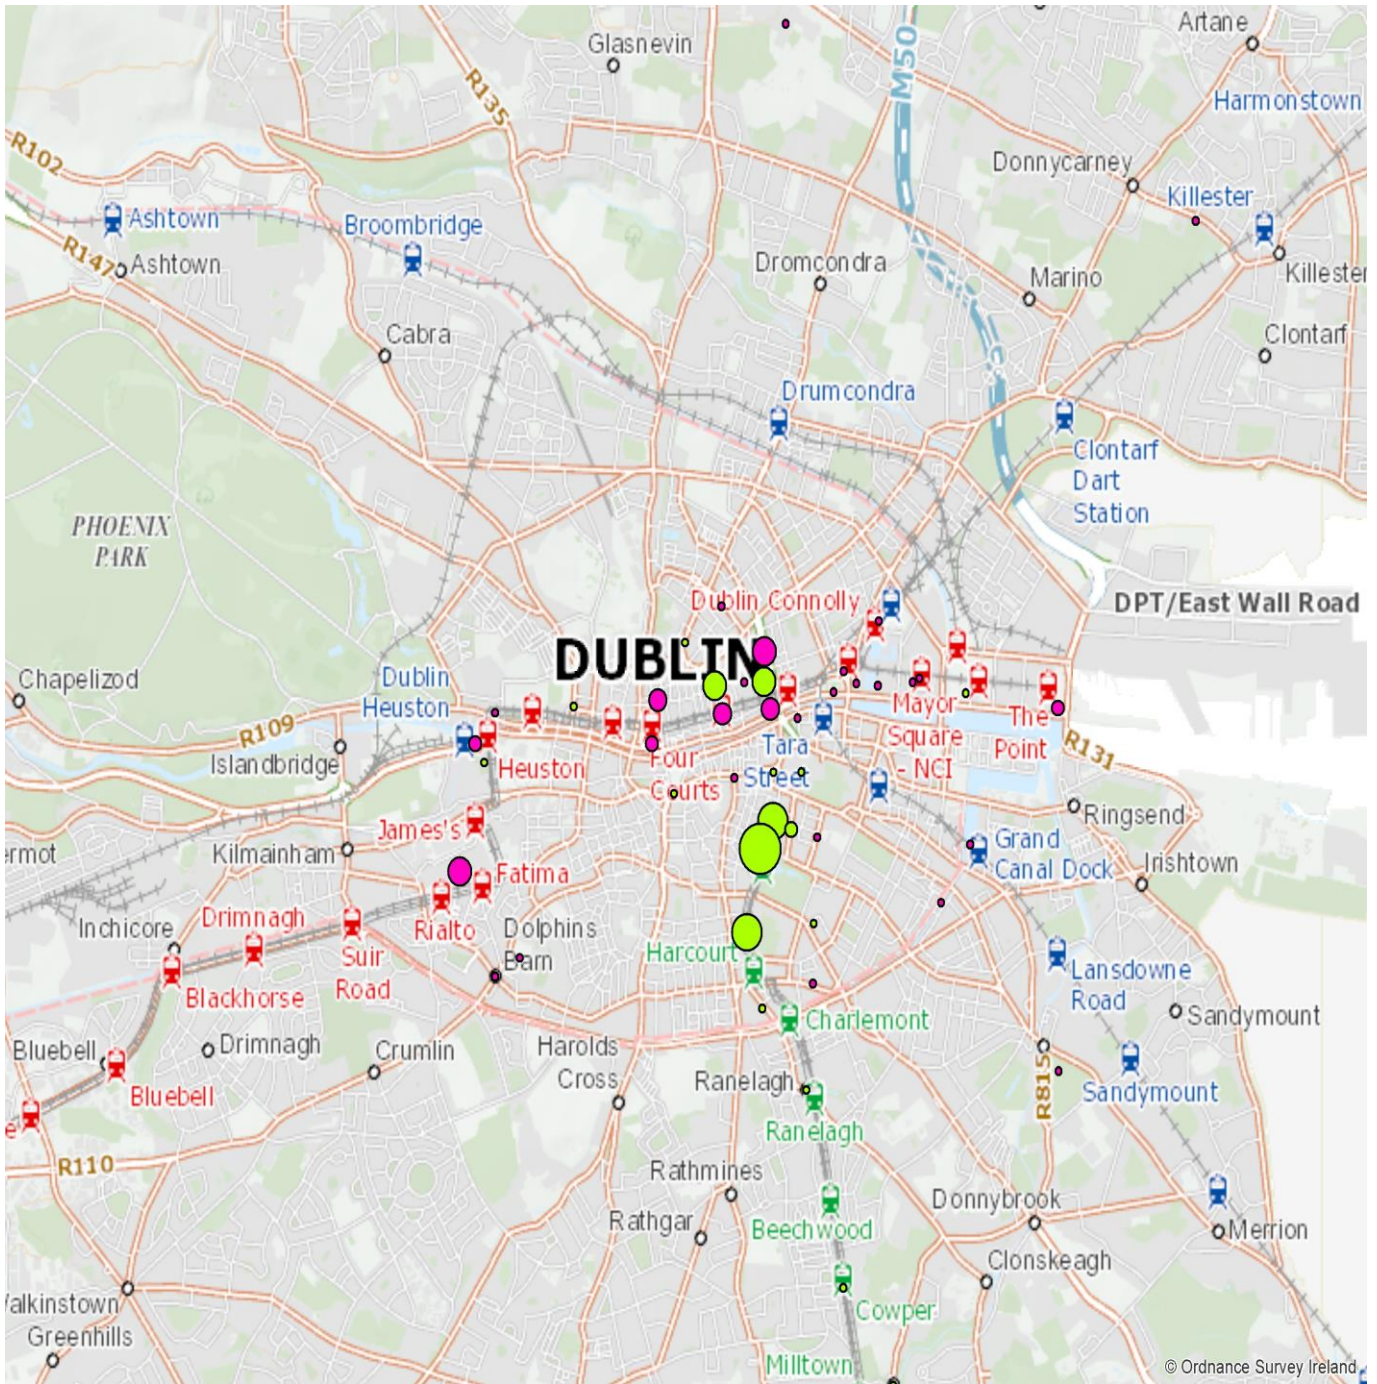 Artane
Glasnevin
M50
R135
Harmonstown
R102
Donnycarney
Killester
Ashtown
Broombridge
R147
Ashtown
Dromcondra
Marino
Killester
Cabra
Clontarf
Drumcondra
Clontarf
Dart
Station
PHOENIX
PARK
Dublin Connolly
DPT/East Wall Road
DUBLIN
Chapelizod
Dublin
Heuston
R109
Mayor
Square
- NCI
The
Point
R131
Islandbridge
Heuston
Four
Courts
Tara
Street
James's
Ringsend
ermot
Kilmainham
Grand
Canal Dock
Irishtown
Fatima
Inchicore
Drimnagh
Rialto
Dolphins
Barn
Suir
Road
Harcourt
Lansdowne
Road
Blackhorse
Charlemont
Sandymount
Bluebell
Drimnagh
Crumlin
Harolds
Cross
Ranelagh
R815
Sandymount
Bluebell
e
Ranelagh
R110
Rathmines
Donnybrook
Rathgar
Beechwood
Merrion
Clonskeagh
alkinstown
Cowper
Greenhills
Milltown
© Ordnance Survey Ireland